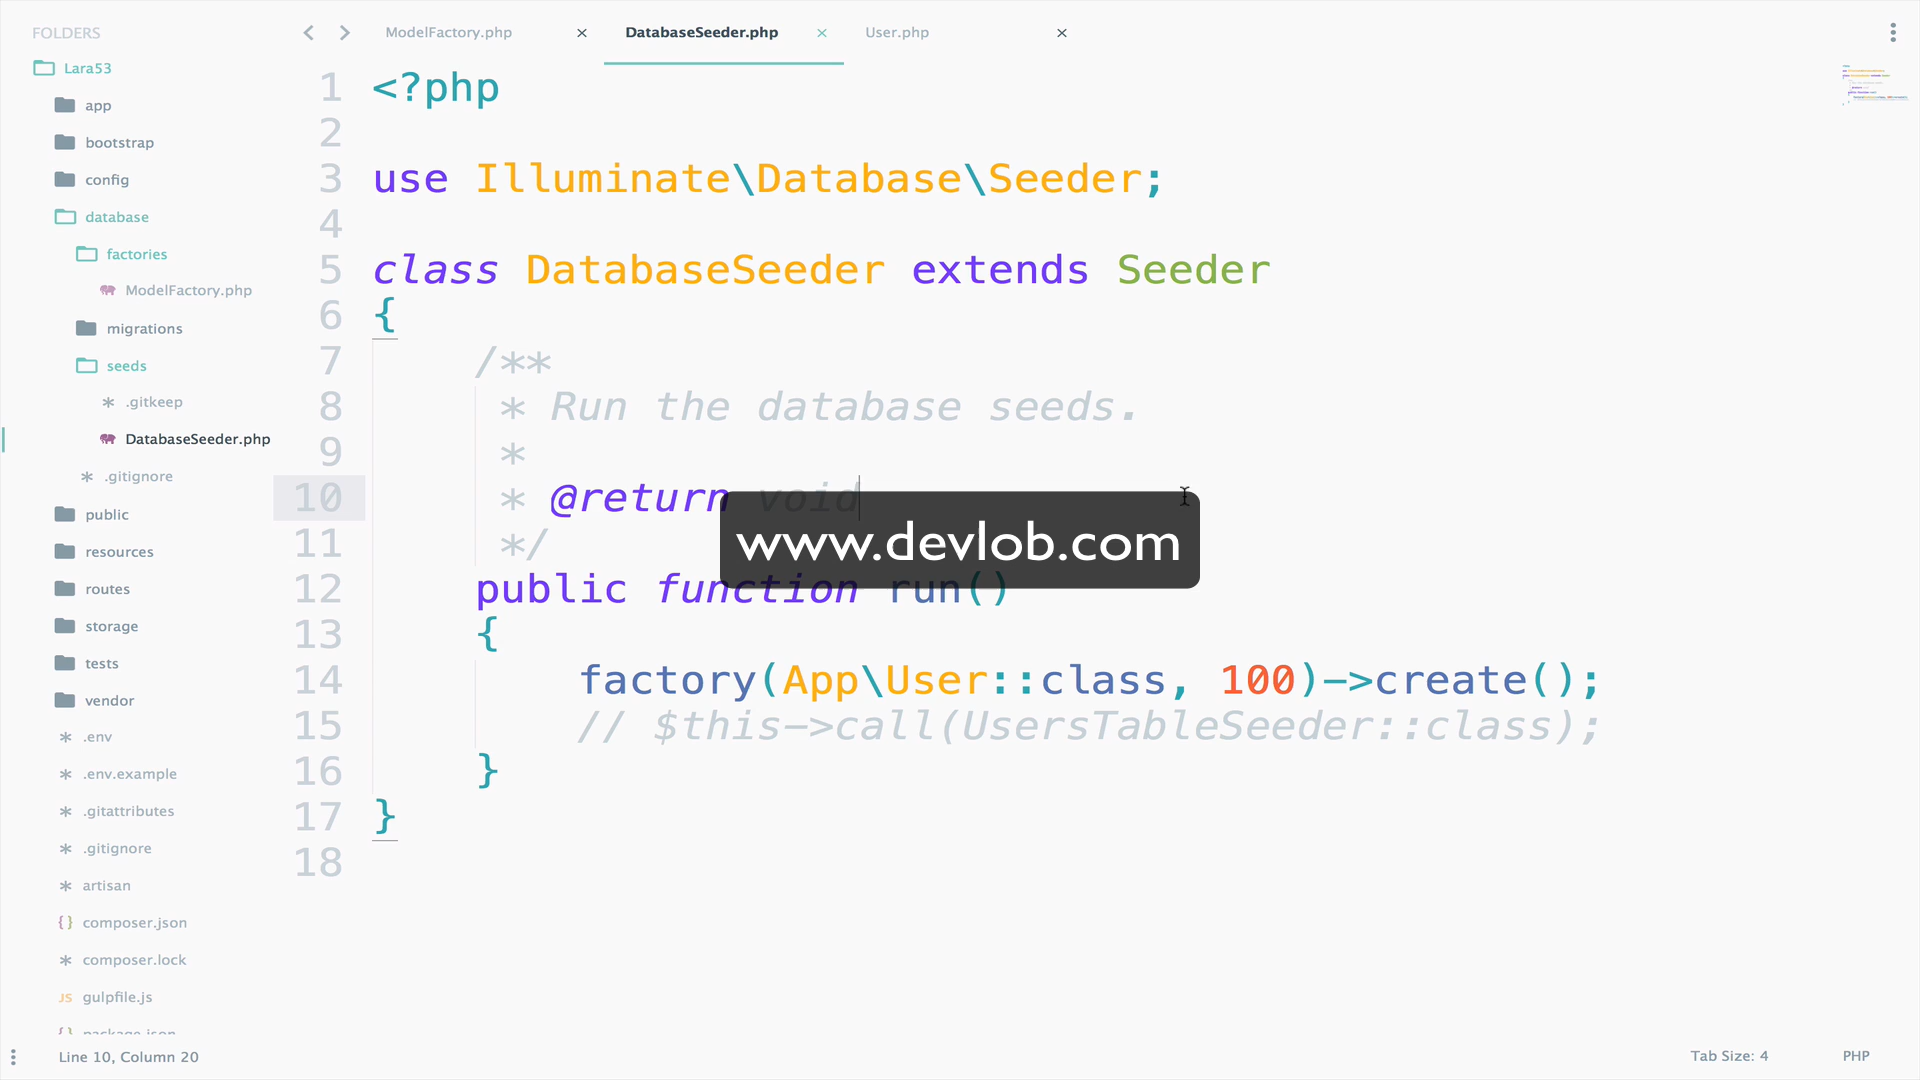 FOLDERS
Lara53
app
bootstrap
config
database
factories
ModelFactory.php
migrations
seeds
.gitkeep
DatabaseSeeder.php
.gitignore
public
resources
routes
storage
tests
vendor
.env
.env.example
.gitattributes
.gitignore
artisan
composer.json
composer.lock
JS gulpfile.js
package.json
ModelFactory.php × DatabaseSeeder.php × User.php ×
1 <?php
2
3 use Illuminate\Database\Seeder;
4
5 class DatabaseSeeder extends Seeder
6 {
7 /**
8 * Run the database seeds.
9 *
10 * @return void
11 */
12 public function run()
13 {
14 factory(App\User::class, 100)->create();
15 // $this->call(UsersTableSeeder::class);
16 }
17 }
18
www.devlob.com
Line 10, Column 20
Tab Size: 4 PHP